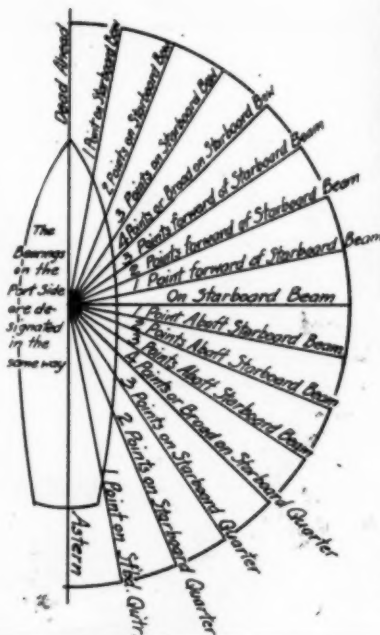 Dead Ahead
1 Point on Starboard Bow
2 Points on Starboard Bow
3 Points on Starboard Bow
4 Points or Broad on Starboard Bow
3 Points forward of Starboard Beam
2 Points forward of Starboard Beam
1 Point forward of Starboard Beam
On Starboard Beam
1 Point Abaft Starboard Beam
2 Points Abaft Starboard Beam
3 Points Abaft Starboard Beam
4 Points or Broad on Starboard Quarter
3 Points on Starboard Quarter
2 Points on Starboard Quarter
1 Point on Stbd. Qutr.
Astern
The
Bearings
on the
Port Side
are de-
signated
in the
same way